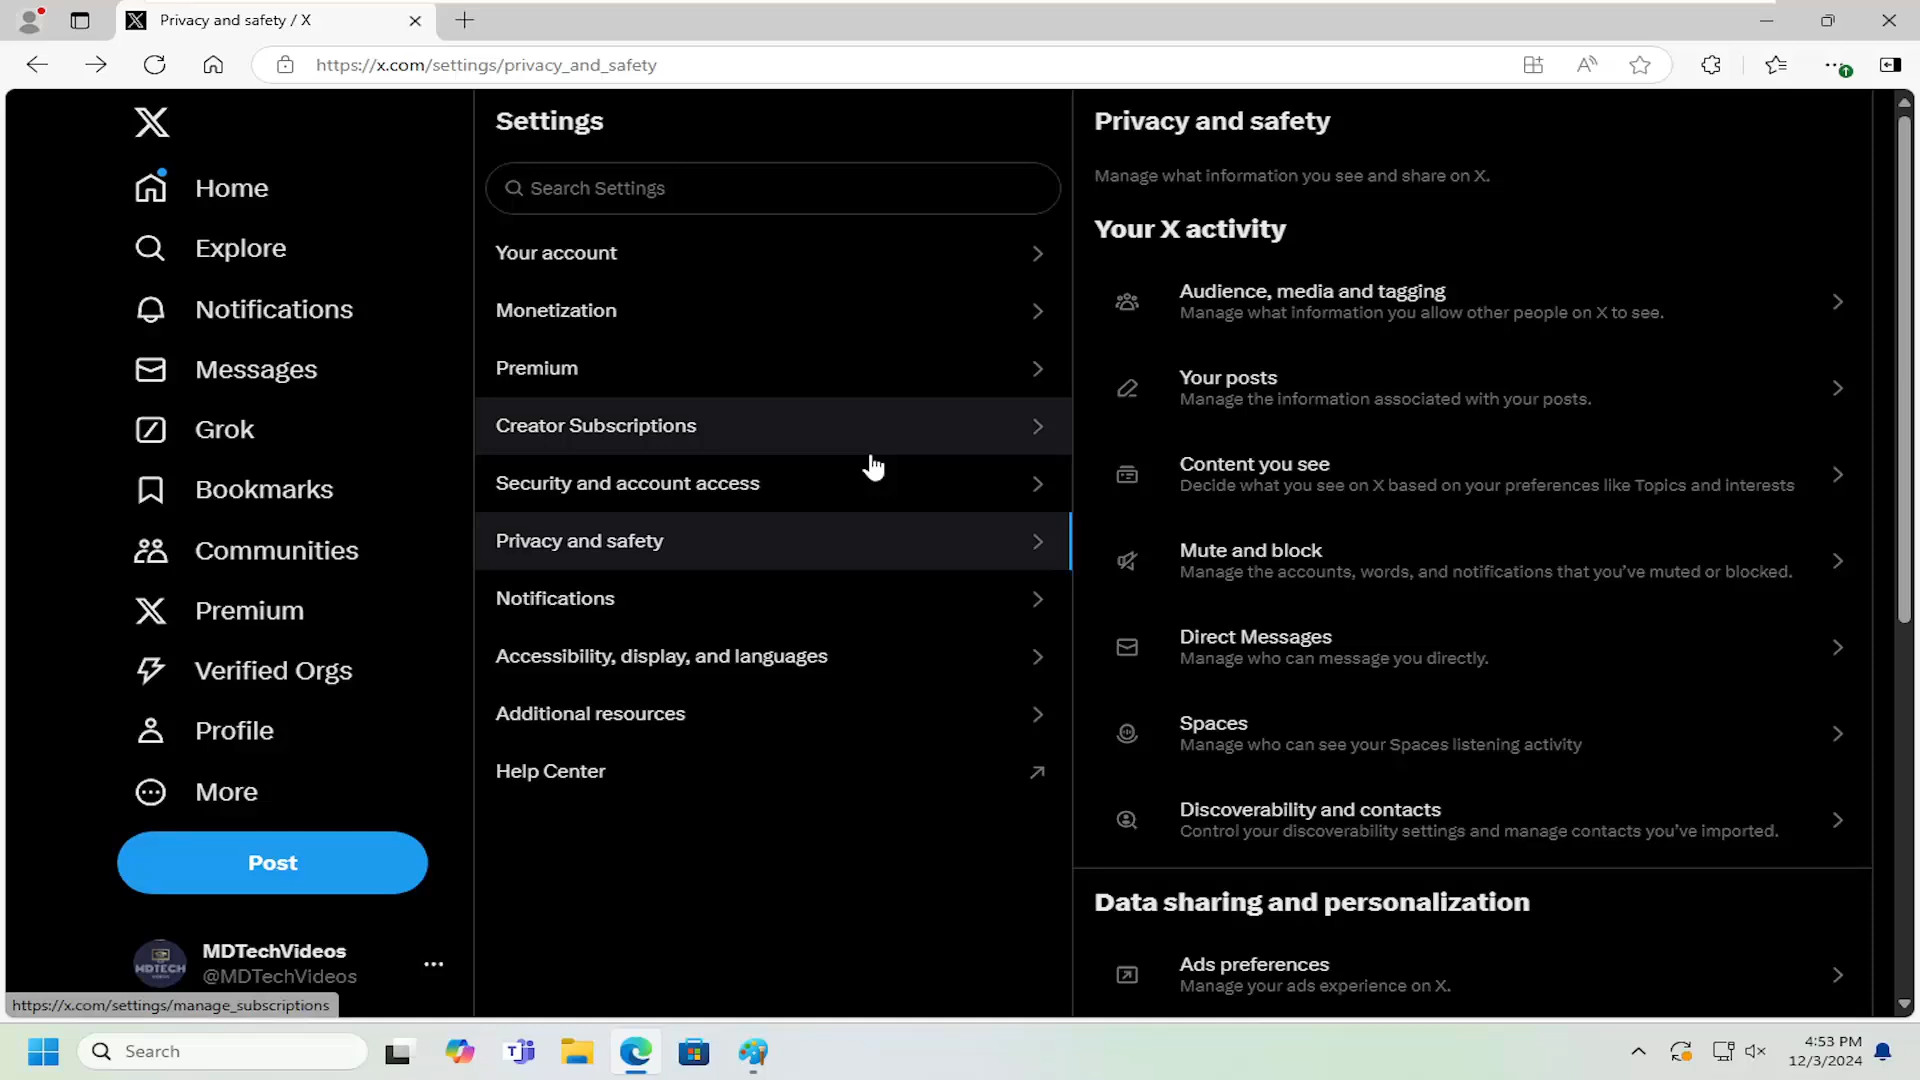 Privacy and safety / X
https://x.com/settings/privacy_and_safety
Home
Explore
Notifications
Messages
Grok
Bookmarks
Communities
Premium
Verified Orgs
Profile
More
Post
MDTECH
MDTechVideos
@MDTechVideos
https://x.com/settings/manage_subscriptions
Settings
Search Settings
Your account
Monetization
Premium
Creator Subscriptions
Security and account access
Privacy and safety
Notifications
Accessibility, display, and languages
Additional resources
Help Center
Privacy and safety
Manage what information you see and share on X.
Your X activity
Audience, media and tagging
Manage what information you allow other people on X to see.
Your posts
Manage the information associated with your posts.
Content you see
Decide what you see on X based on your preferences like Topics and interests
Mute and block
Manage the accounts, words, and notifications that you’ve muted or blocked.
Direct Messages
Manage who can message you directly.
Spaces
Manage who can see your Spaces listening activity
Discoverability and contacts
Control your discoverability settings and manage contacts you’ve imported.
Data sharing and personalization
Ads preferences
Manage your ads experience on X.
Search
4:53 PM
12/3/2024